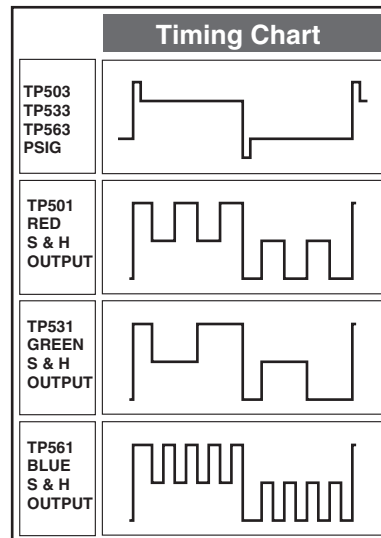 Timing Chart
TP503
TP533
TP563
PSIG
TP501
RED
S & H
OUTPUT
TP531
GREEN
S & H
OUTPUT
TP561
BLUE
S & H
OUTPUT